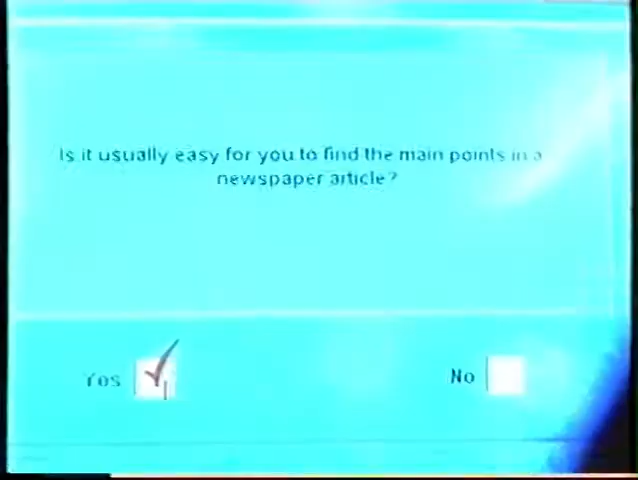 Is it usually easy for you to find the main points in a
newspaper article?
Yes
No